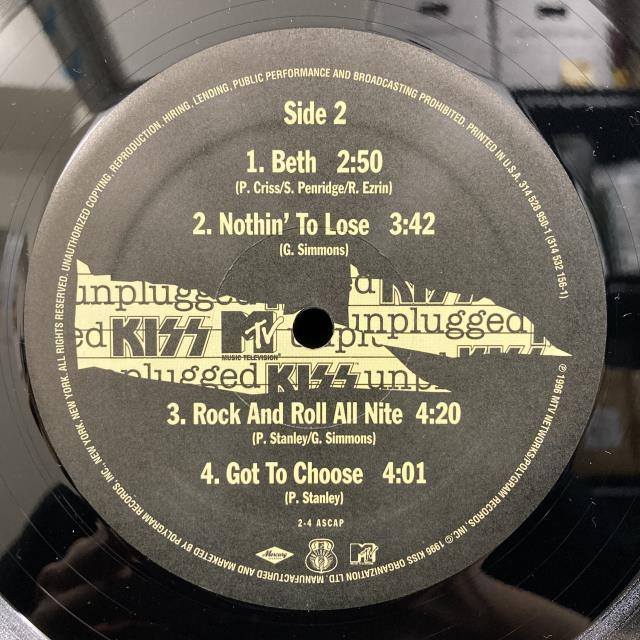 Side 2
1. Beth 2:50
(P. Criss/S. Penridge/R. Ezrin)
2. Nothin' To Lose 3:42
(G. Simmons)
unplugged d KISS
ed KISS MTV unplugged
MUSIC TELEVISION®
unplugged KISS unp
3. Rock And Roll All Nite 4:20
(P. Stanley/G. Simmons)
4. Got To Choose 4:01
(P. Stanley)
2-4 ASCAP
Mercury
MTV
MANUFACTURED AND MARKETED BY POLYGRAM RECORDS, INC., NEW YORK, NEW YORK. ALL RIGHTS RESERVED. UNAUTHORIZED COPYING, REPRODUCTION, HIRING, LENDING, PUBLIC PERFORMANCE AND BROADCASTING PROHIBITED. PRINTED IN U.S.A. 314 528 950-1 (314 532 156-1)
℗ 1996 MTV NETWORKS/POLYGRAM RECORDS, INC © 1996 KISS ORGANIZATION LTD.